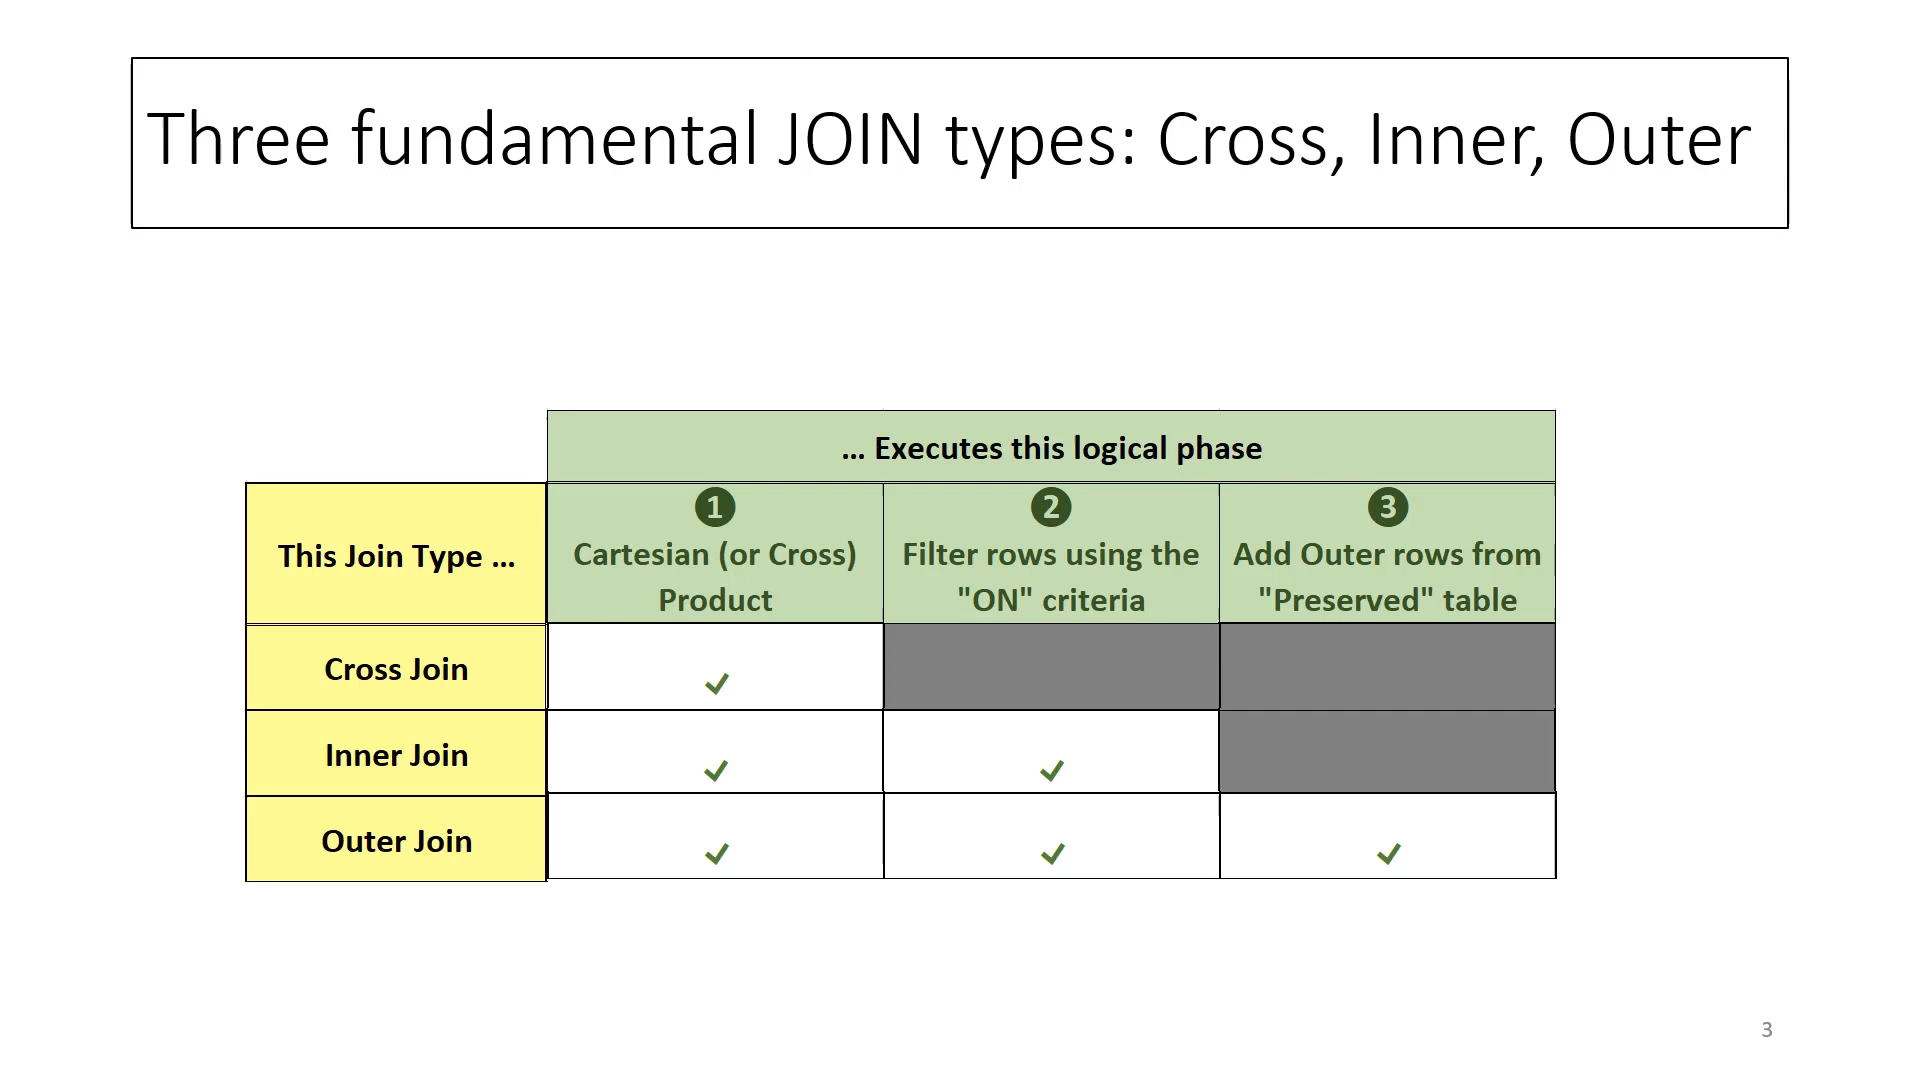 Three fundamental JOIN types: Cross, Inner, Outer
... Executes this logical phase
This Join Type ...
1
Cartesian (or Cross)
Product
2
Filter rows using the
"ON" criteria
3
Add Outer rows from
"Preserved" table
Cross Join
✓
Inner Join
✓ ✓
Outer Join
✓ ✓ ✓
3